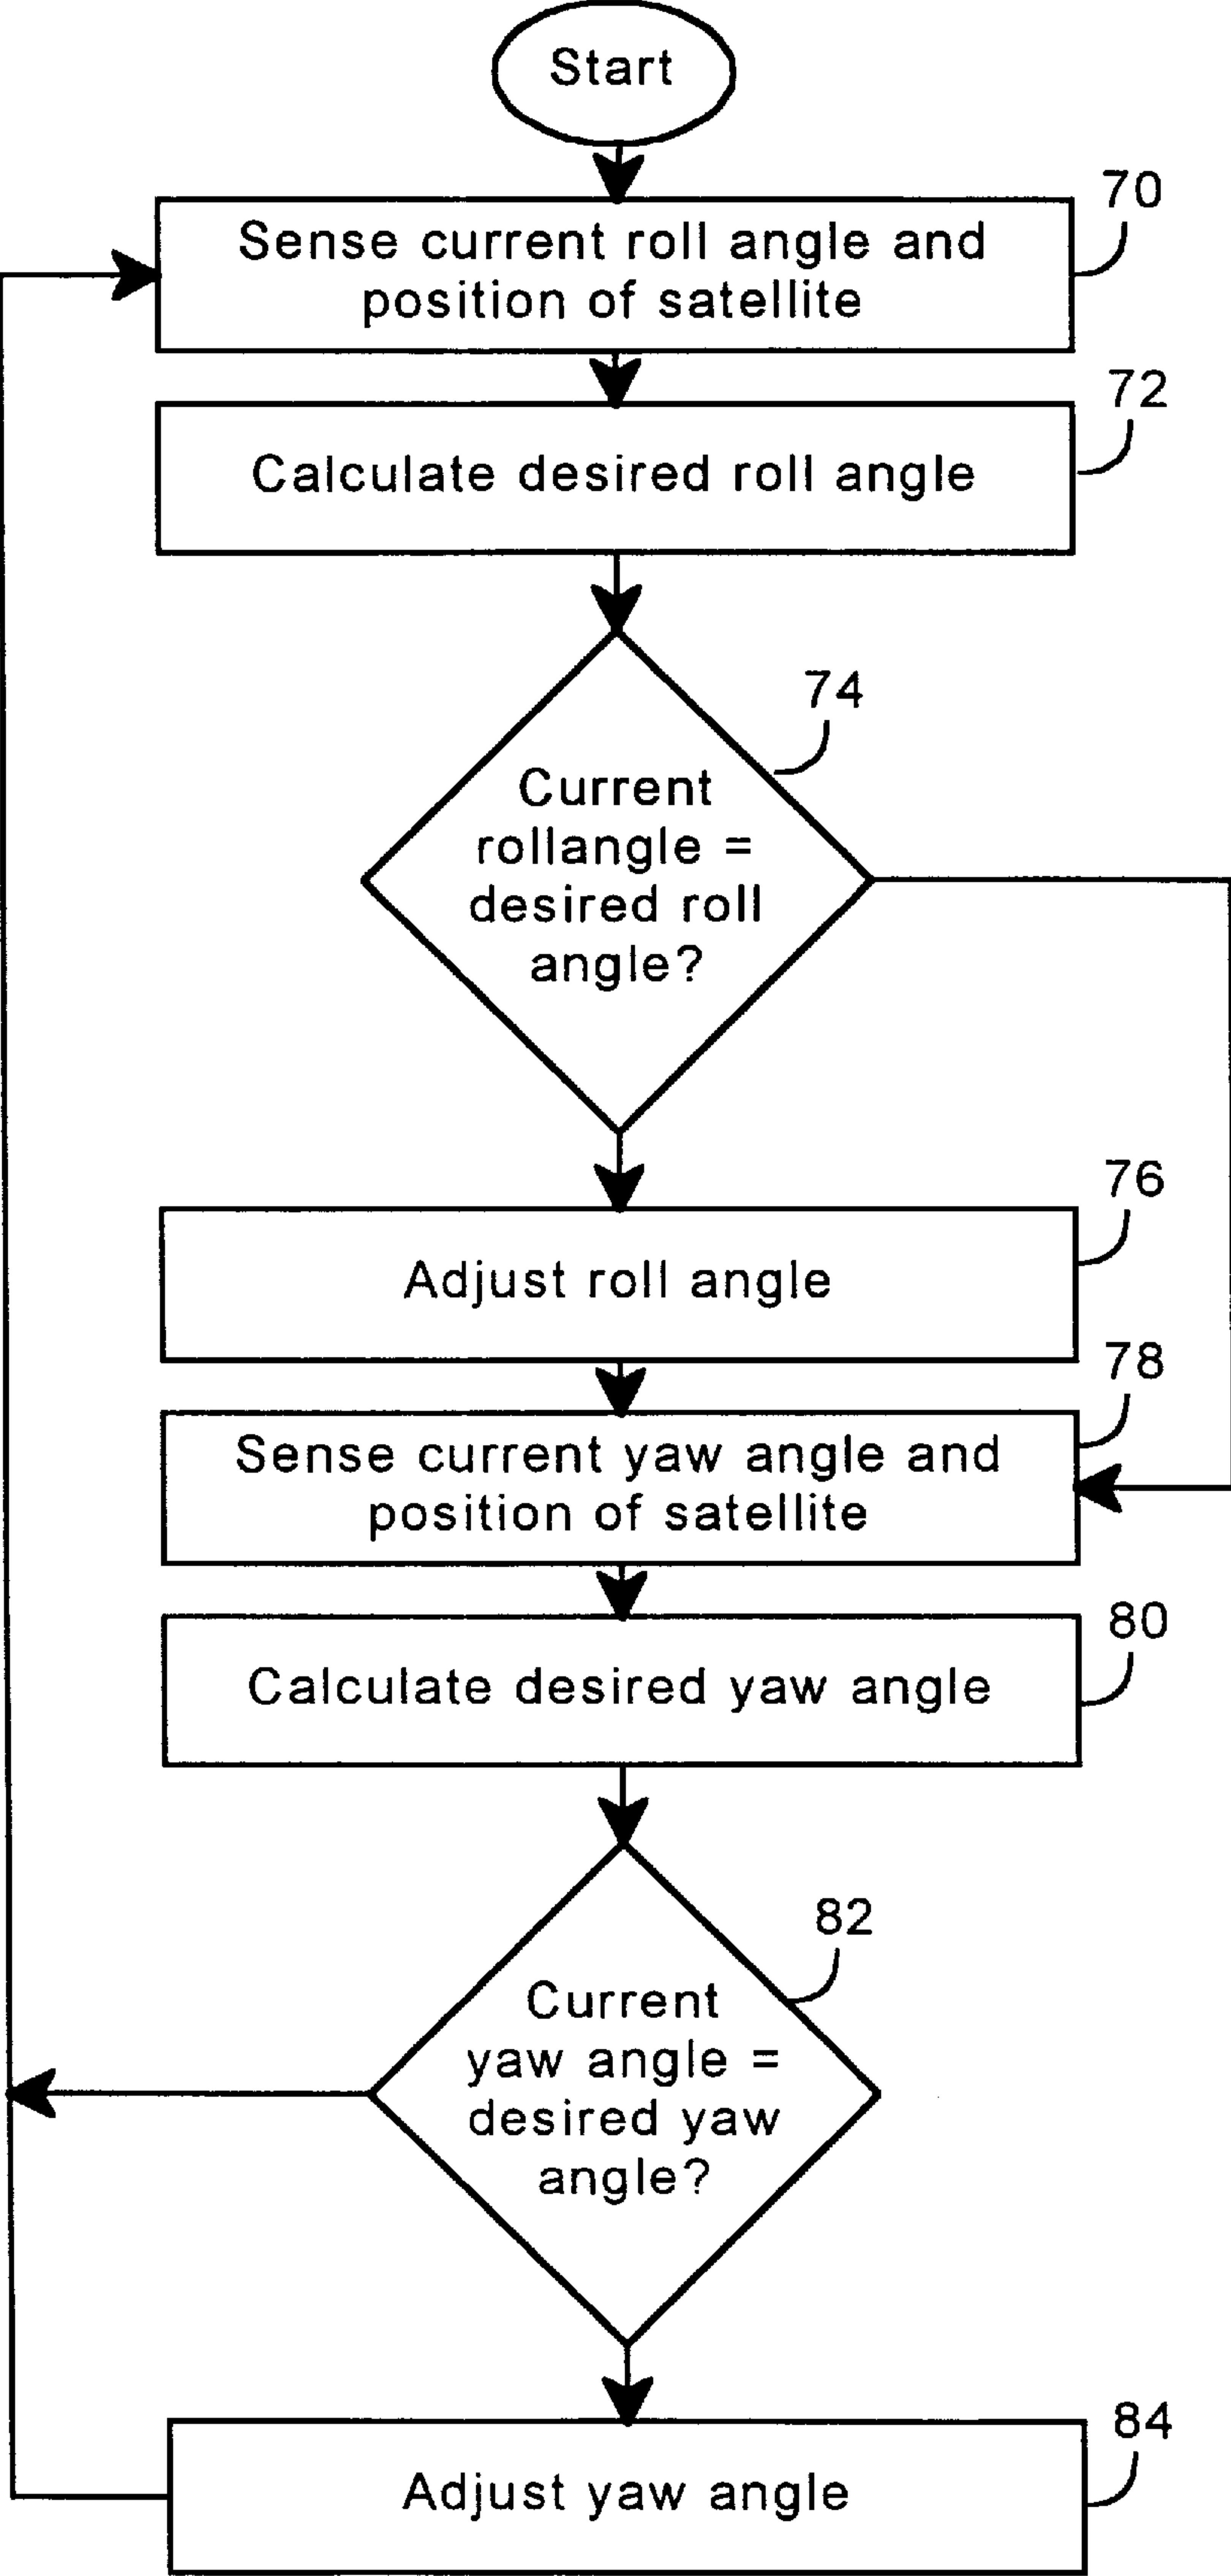 Start
70
Sense current roll angle and
position of satellite
72
Calculate desired roll angle
74
Current
rollangle =
desired roll
angle?
76
Adjust roll angle
78
Sense current yaw angle and
position of satellite
80
Calculate desired yaw angle
82
Current
yaw angle =
desired yaw
angle?
84
Adjust yaw angle